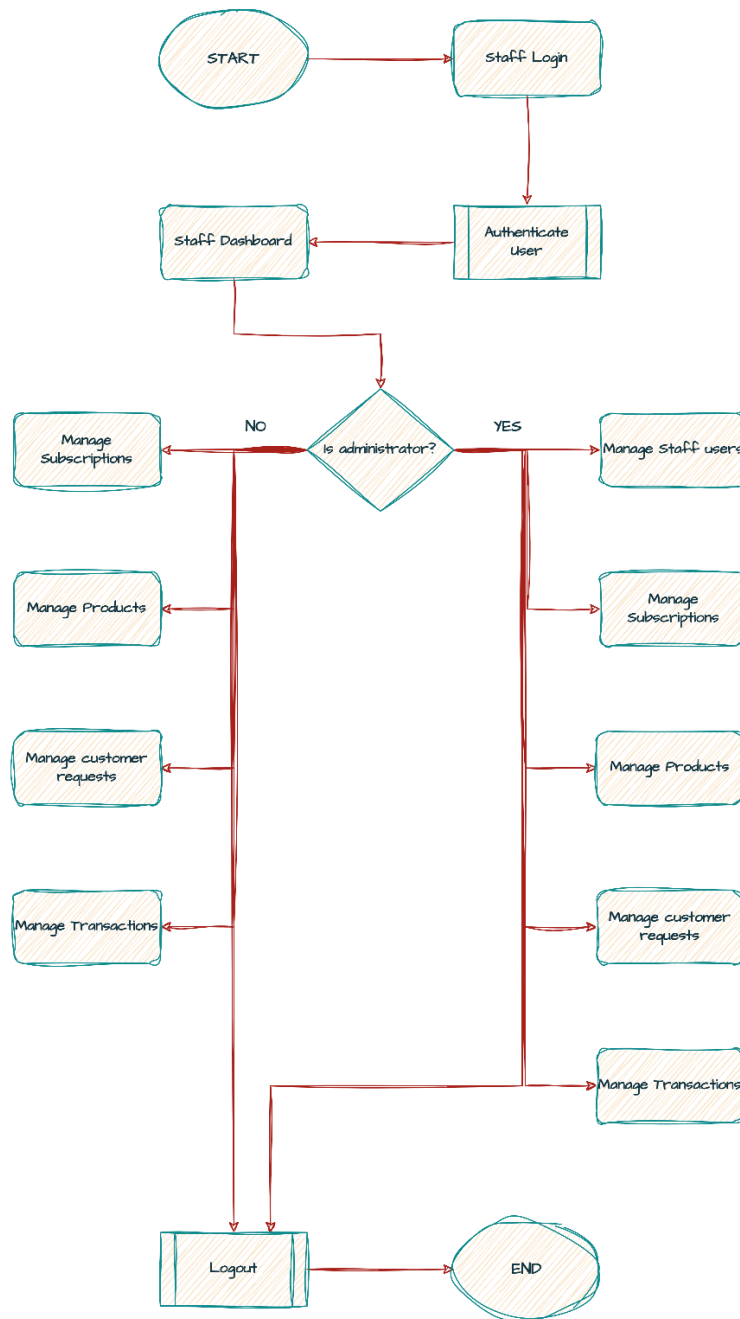 START
Staff Login
Staff Dashboard
Authenticate
User
NO
YES
Is administrator?
Manage
Subscriptions
Manage Staff users
Manage Products
Manage
Subscriptions
Manage customer
requests
Manage Products
Manage Transactions
Manage customer
requests
Manage Transactions
Logout
END